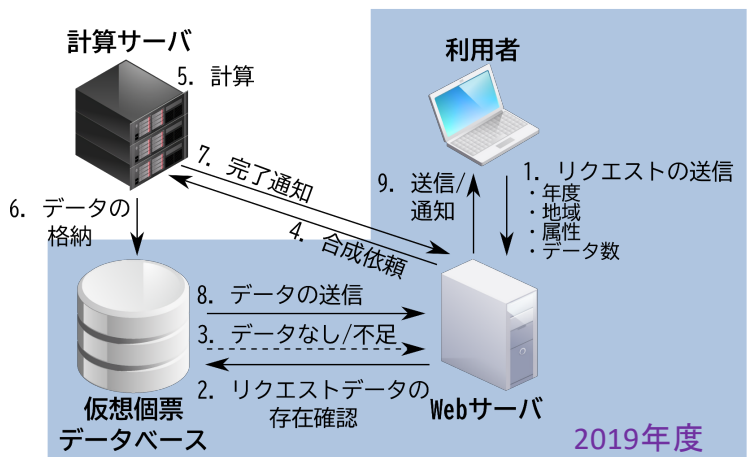 計算サーバ
5. 計算
利用者
7. 完了通知
4. 合成依頼
9. 送信/
通知
1. リクエストの送信
・年度
・地域
・属性
・データ数
6. データの
格納
8. データの送信
3. データなし/不足
2. リクエストデータの
存在確認
仮想個票
データベース
Webサーバ
2019年度